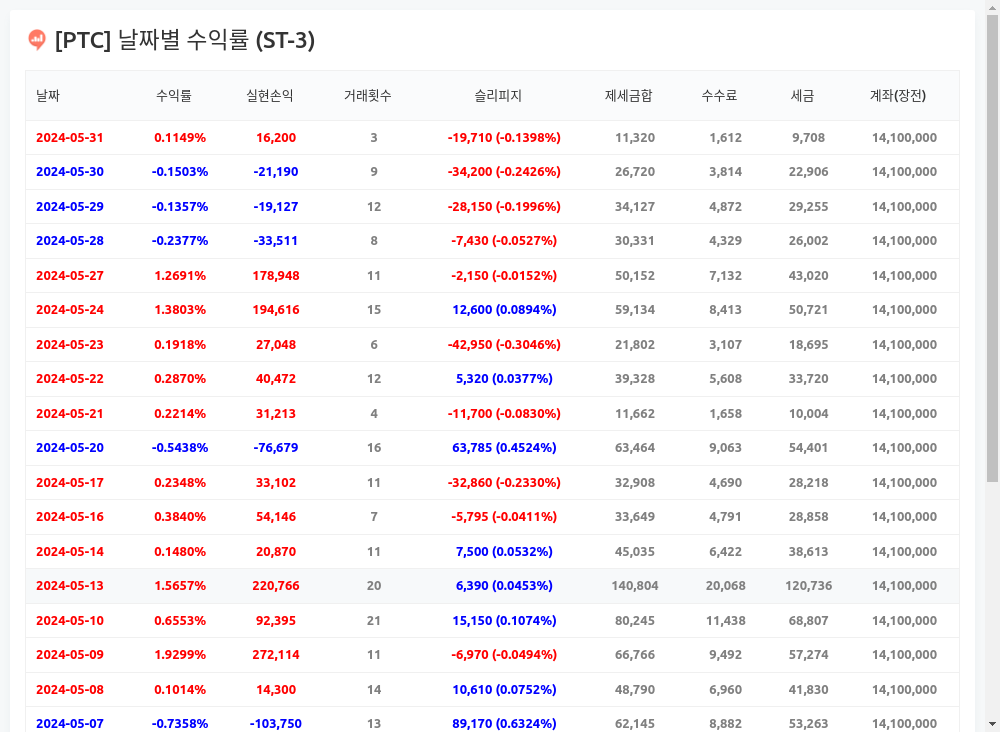 [PTC] 날짜별 수익률 (ST-3)
날짜 수익률 실현손익 거래횟수 슬리피지 제세금합 수수료 세금 계좌(장전)
2024-05-31 0.1149% 16,200 3 -19,710 (-0.1398%) 11,320 1,612 9,708 14,100,000
2024-05-30 -0.1503% -21,190 9 -34,200 (-0.2426%) 26,720 3,814 22,906 14,100,000
2024-05-29 -0.1357% -19,127 12 -28,150 (-0.1996%) 34,127 4,872 29,255 14,100,000
2024-05-28 -0.2377% -33,511 8 -7,430 (-0.0527%) 30,331 4,329 26,002 14,100,000
2024-05-27 1.2691% 178,948 11 -2,150 (-0.0152%) 50,152 7,132 43,020 14,100,000
2024-05-24 1.3803% 194,616 15 12,600 (0.0894%) 59,134 8,413 50,721 14,100,000
2024-05-23 0.1918% 27,048 6 -42,950 (-0.3046%) 21,802 3,107 18,695 14,100,000
2024-05-22 0.2870% 40,472 12 5,320 (0.0377%) 39,328 5,608 33,720 14,100,000
2024-05-21 0.2214% 31,213 4 -11,700 (-0.0830%) 11,662 1,658 10,004 14,100,000
2024-05-20 -0.5438% -76,679 16 63,785 (0.4524%) 63,464 9,063 54,401 14,100,000
2024-05-17 0.2348% 33,102 11 -32,860 (-0.2330%) 32,908 4,690 28,218 14,100,000
2024-05-16 0.3840% 54,146 7 -5,795 (-0.0411%) 33,649 4,791 28,858 14,100,000
2024-05-14 0.1480% 20,870 11 7,500 (0.0532%) 45,035 6,422 38,613 14,100,000
2024-05-13 1.5657% 220,766 20 6,390 (0.0453%) 140,804 20,068 120,736 14,100,000
2024-05-10 0.6553% 92,395 21 15,150 (0.1074%) 80,245 11,438 68,807 14,100,000
2024-05-09 1.9299% 272,114 11 -6,970 (-0.0494%) 66,766 9,492 57,274 14,100,000
2024-05-08 0.1014% 14,300 14 10,610 (0.0752%) 48,790 6,960 41,830 14,100,000
2024-05-07 -0.7358% -103,750 13 89,170 (0.6324%) 62,145 8,882 53,263 14,100,000